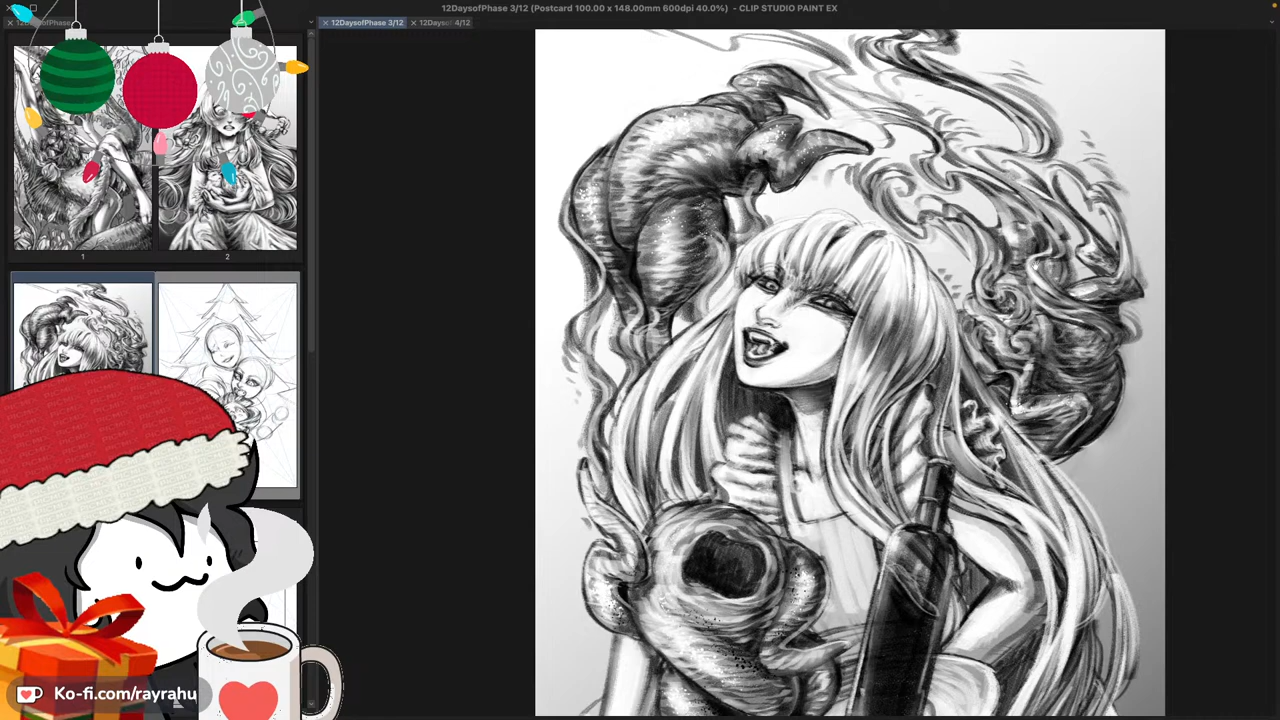 12DaysofPhase 3/12 (Postcard 100.00 x 148.00mm 600dpi 40.0%) - CLIP STUDIO PAINT EX
12DaysofPhase
12DaysofPhase 3/12
12Daysof 4/12
1
2
Ko-fi.com/rayrahu